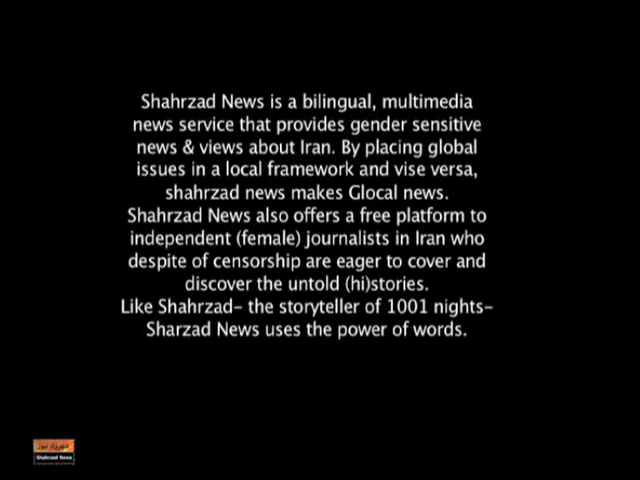 Shahrzad News is a bilingual, multimedia
news service that provides gender sensitive
news & views about Iran. By placing global
issues in a local framework and vise versa,
shahrzad news makes Glocal news.
Shahrzad News also offers a free platform to
independent (female) journalists in Iran who
despite of censorship are eager to cover and
discover the untold (hi)stories.
Like Shahrzad– the storyteller of 1001 nights–
Sharzad News uses the power of words.
شهرزاد نیوز
Shahrzad News